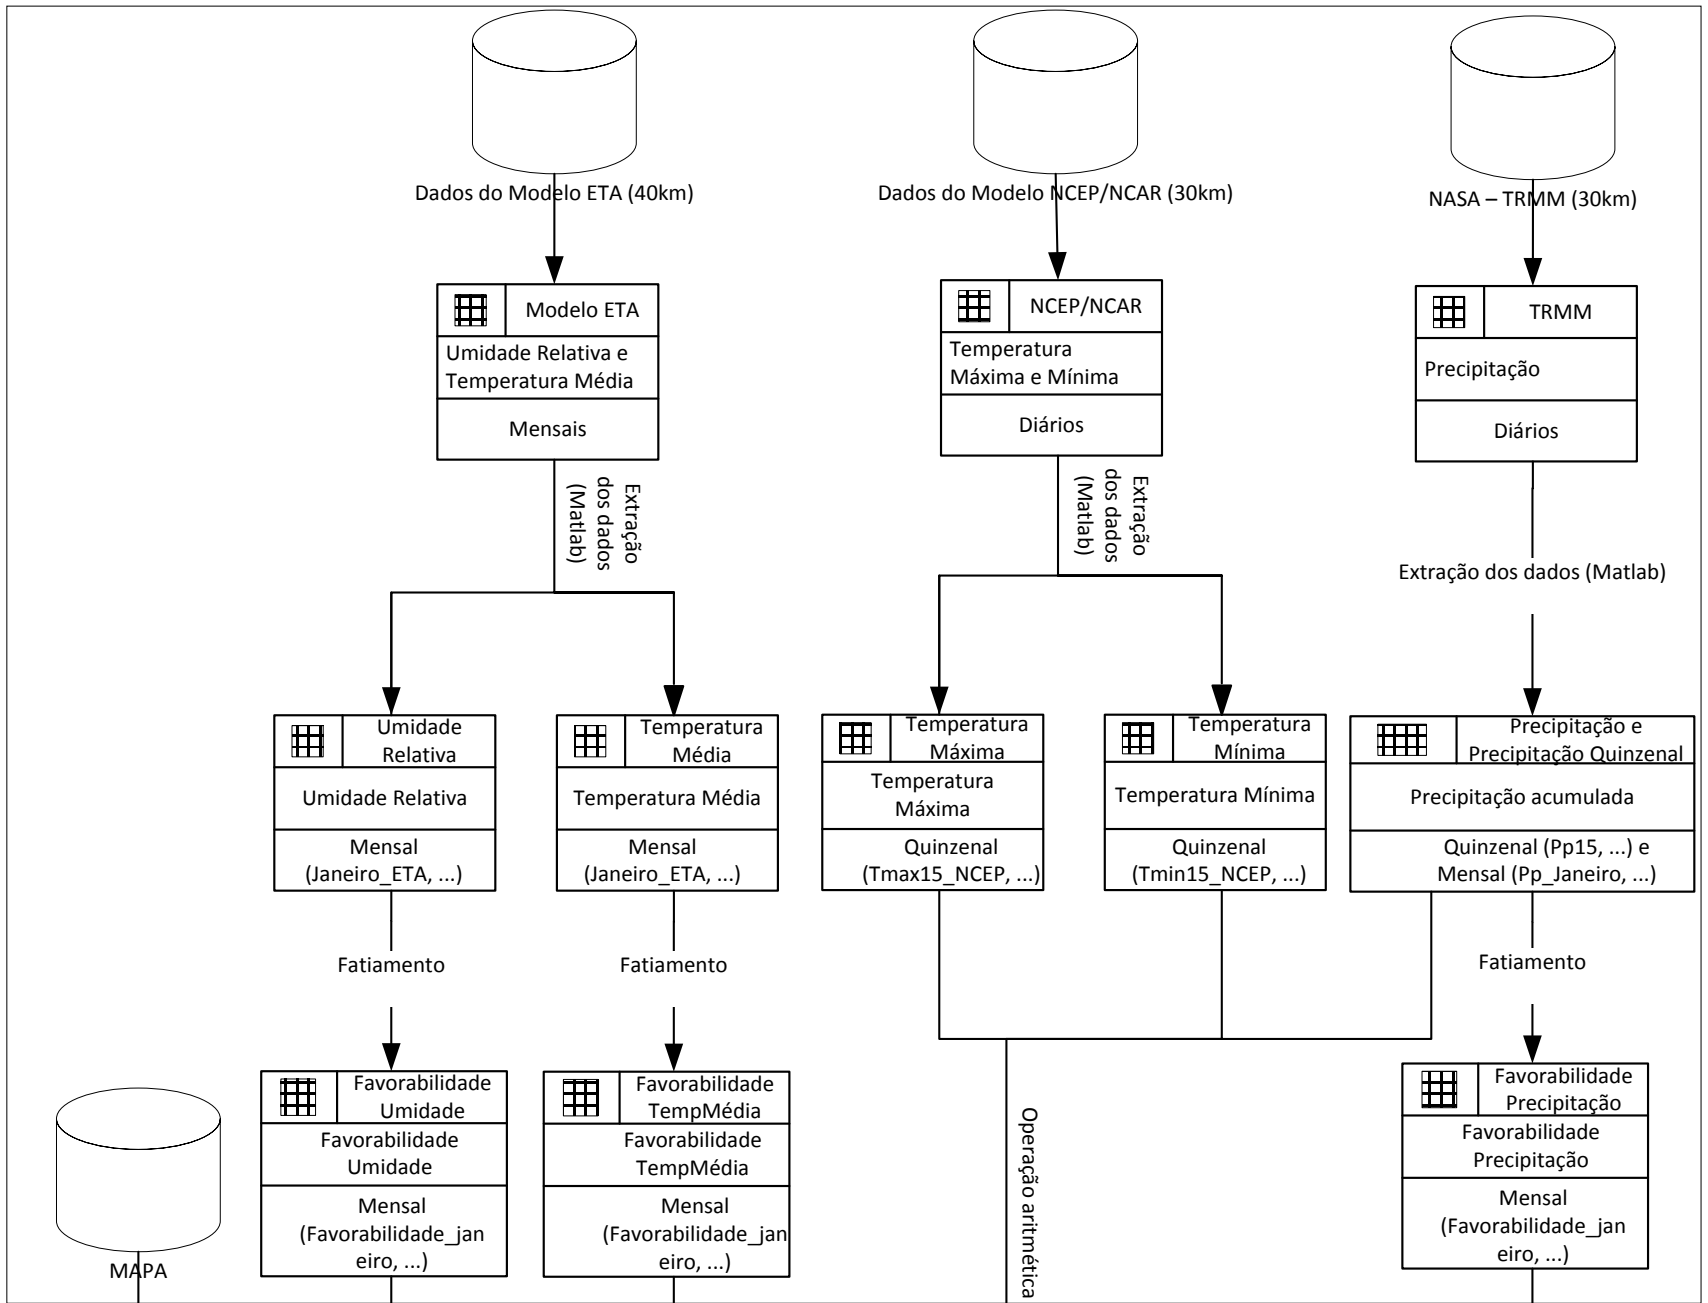 Dados do Modelo ETA (40km)
Dados do Modelo NCEP/NCAR (30km)
NASA – TRMM (30km)
Modelo ETA
Umidade Relativa e
Temperatura Média
Mensais
NCEP/NCAR
Temperatura
Máxima e Mínima
Diários
TRMM
Precipitação
Diários
Extração
dos dados
(Matlab)
Extração
dos dados
(Matlab)
Extração dos dados (Matlab)
Umidade
Relativa
Umidade Relativa
Mensal
(Janeiro_ETA, ...)
Temperatura
Média
Temperatura Média
Mensal
(Janeiro_ETA, ...)
Temperatura
Máxima
Temperatura
Máxima
Quinzenal
(Tmax15_NCEP, ...)
Temperatura
Mínima
Temperatura Mínima
Quinzenal
(Tmin15_NCEP, ...)
Precipitação e
Precipitação Quinzenal
Precipitação acumulada
Quinzenal (Pp15, ...) e
Mensal (Pp_Janeiro, ...)
Fatiamento
Fatiamento
Fatiamento
MAPA
Favorabilidade
Umidade
Favorabilidade
Umidade
Mensal
(Favorabilidade_jan
eiro, ...)
Favorabilidade
TempMédia
Favorabilidade
TempMédia
Mensal
(Favorabilidade_jan
eiro, ...)
Operação aritmética
Favorabilidade
Precipitação
Favorabilidade
Precipitação
Mensal
(Favorabilidade_jan
eiro, ...)